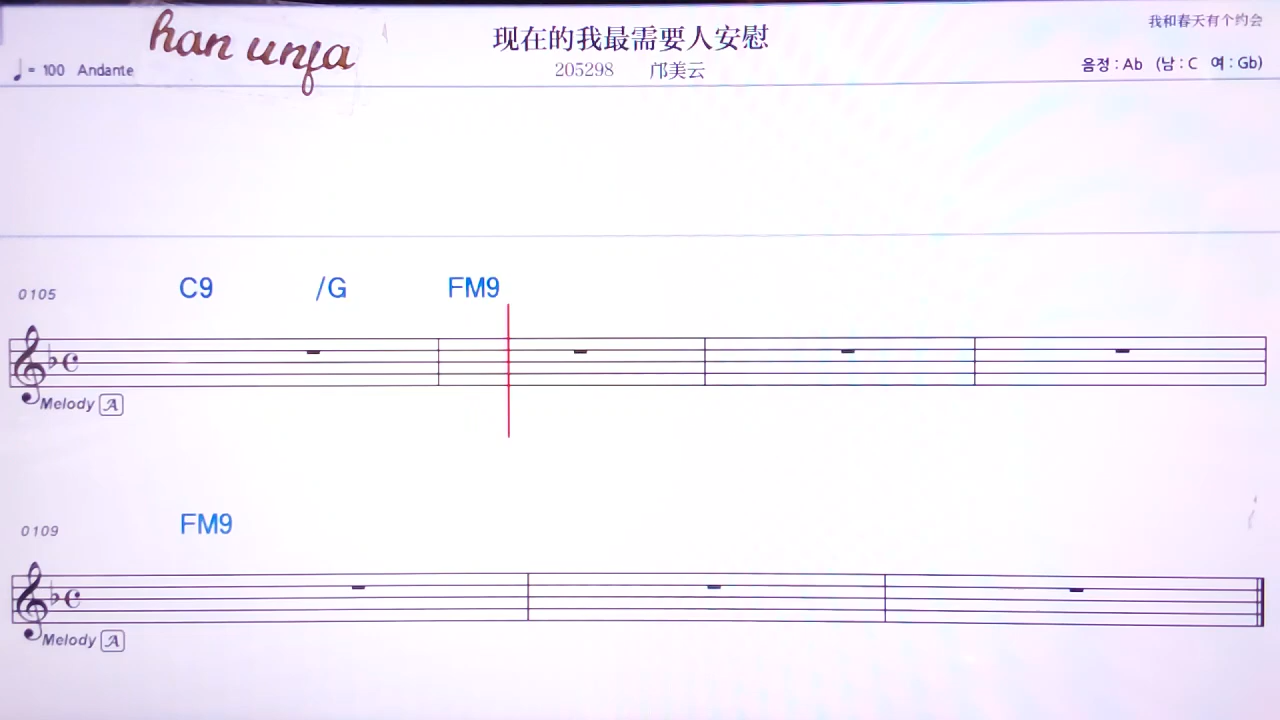 han unfa
现在的我最需要人安慰
我和春天有个约会
♩= 100 Andante
205298 邝美云
음정 : Ab (남 : C 여 : Gb)
C9 /G FM9
0105
Melody A
FM9
0109
Melody A